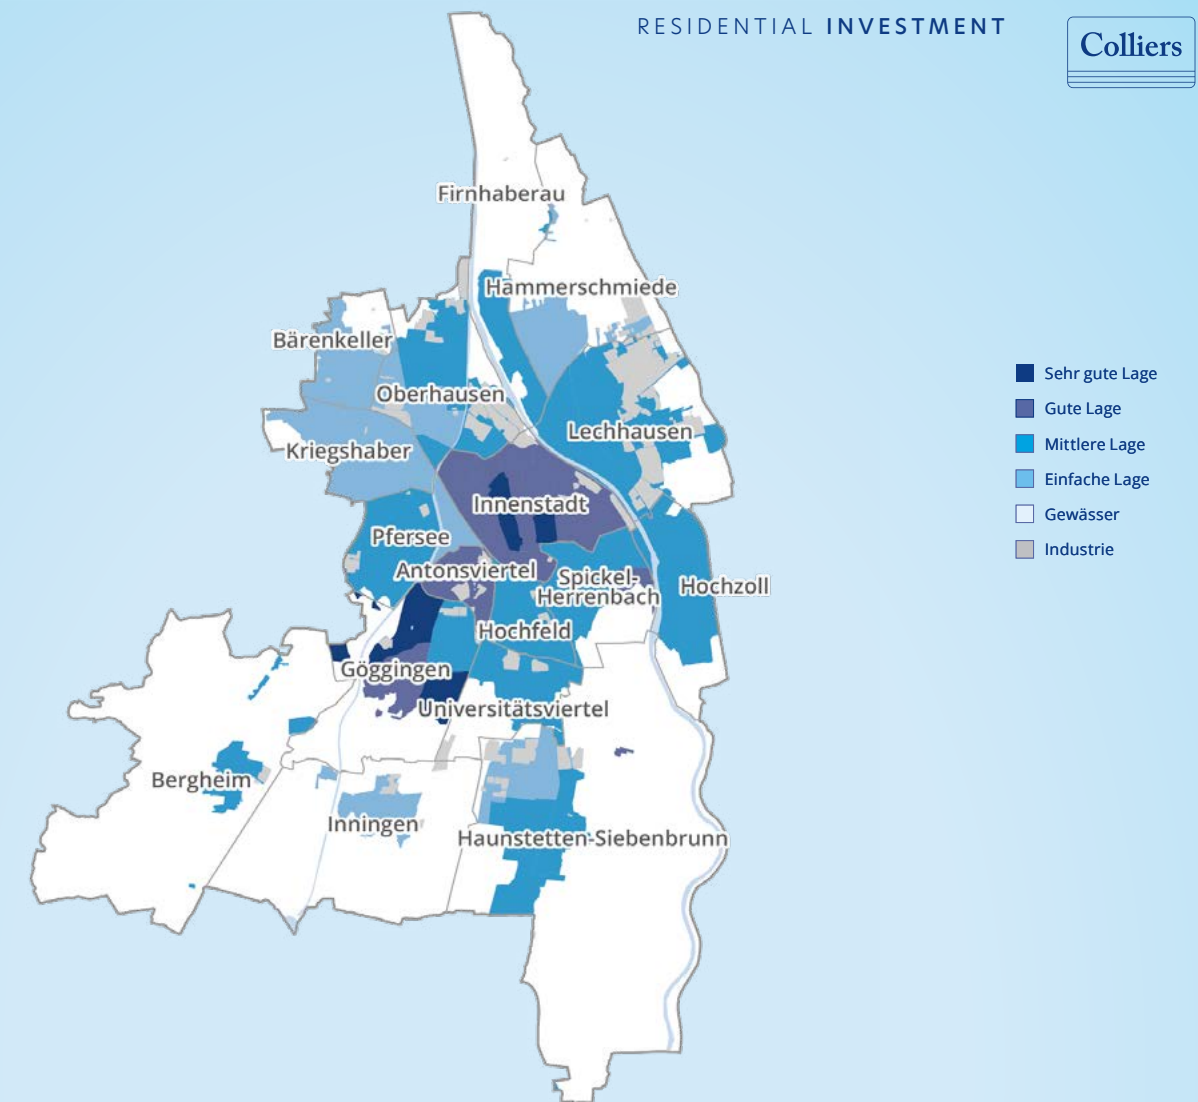 RESIDENTIAL INVESTMENT
Colliers
Firnhaberau
Hammerschmiede
Bärenkeller
Oberhausen
Lechhausen
Kriegshaber
Innenstadt
Pfersee
Antonsviertel
Spickel-
Herrenbach
Hochzoll
Hochfeld
Göggingen
Universitätsviertel
Bergheim
Inningen
Haunstetten-Siebenbrunn
Sehr gute Lage
Gute Lage
Mittlere Lage
Einfache Lage
Gewässer
Industrie